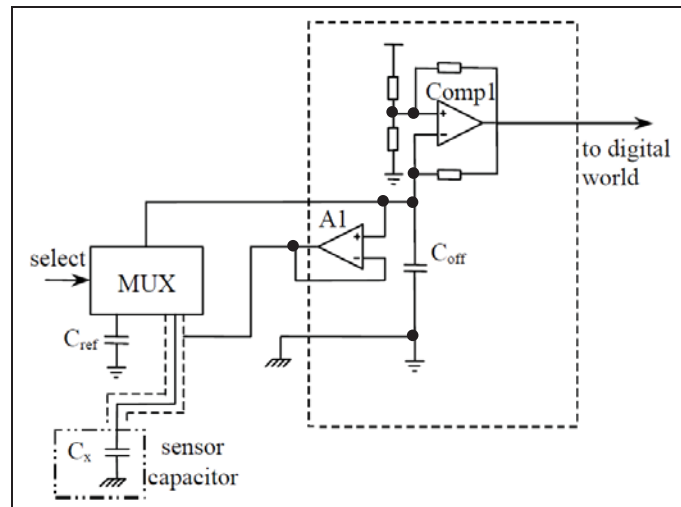 Comp1
+
−
to digital
world
A1
+
−
select
MUX
C_off
C_ref
C_x
sensor
capacitor